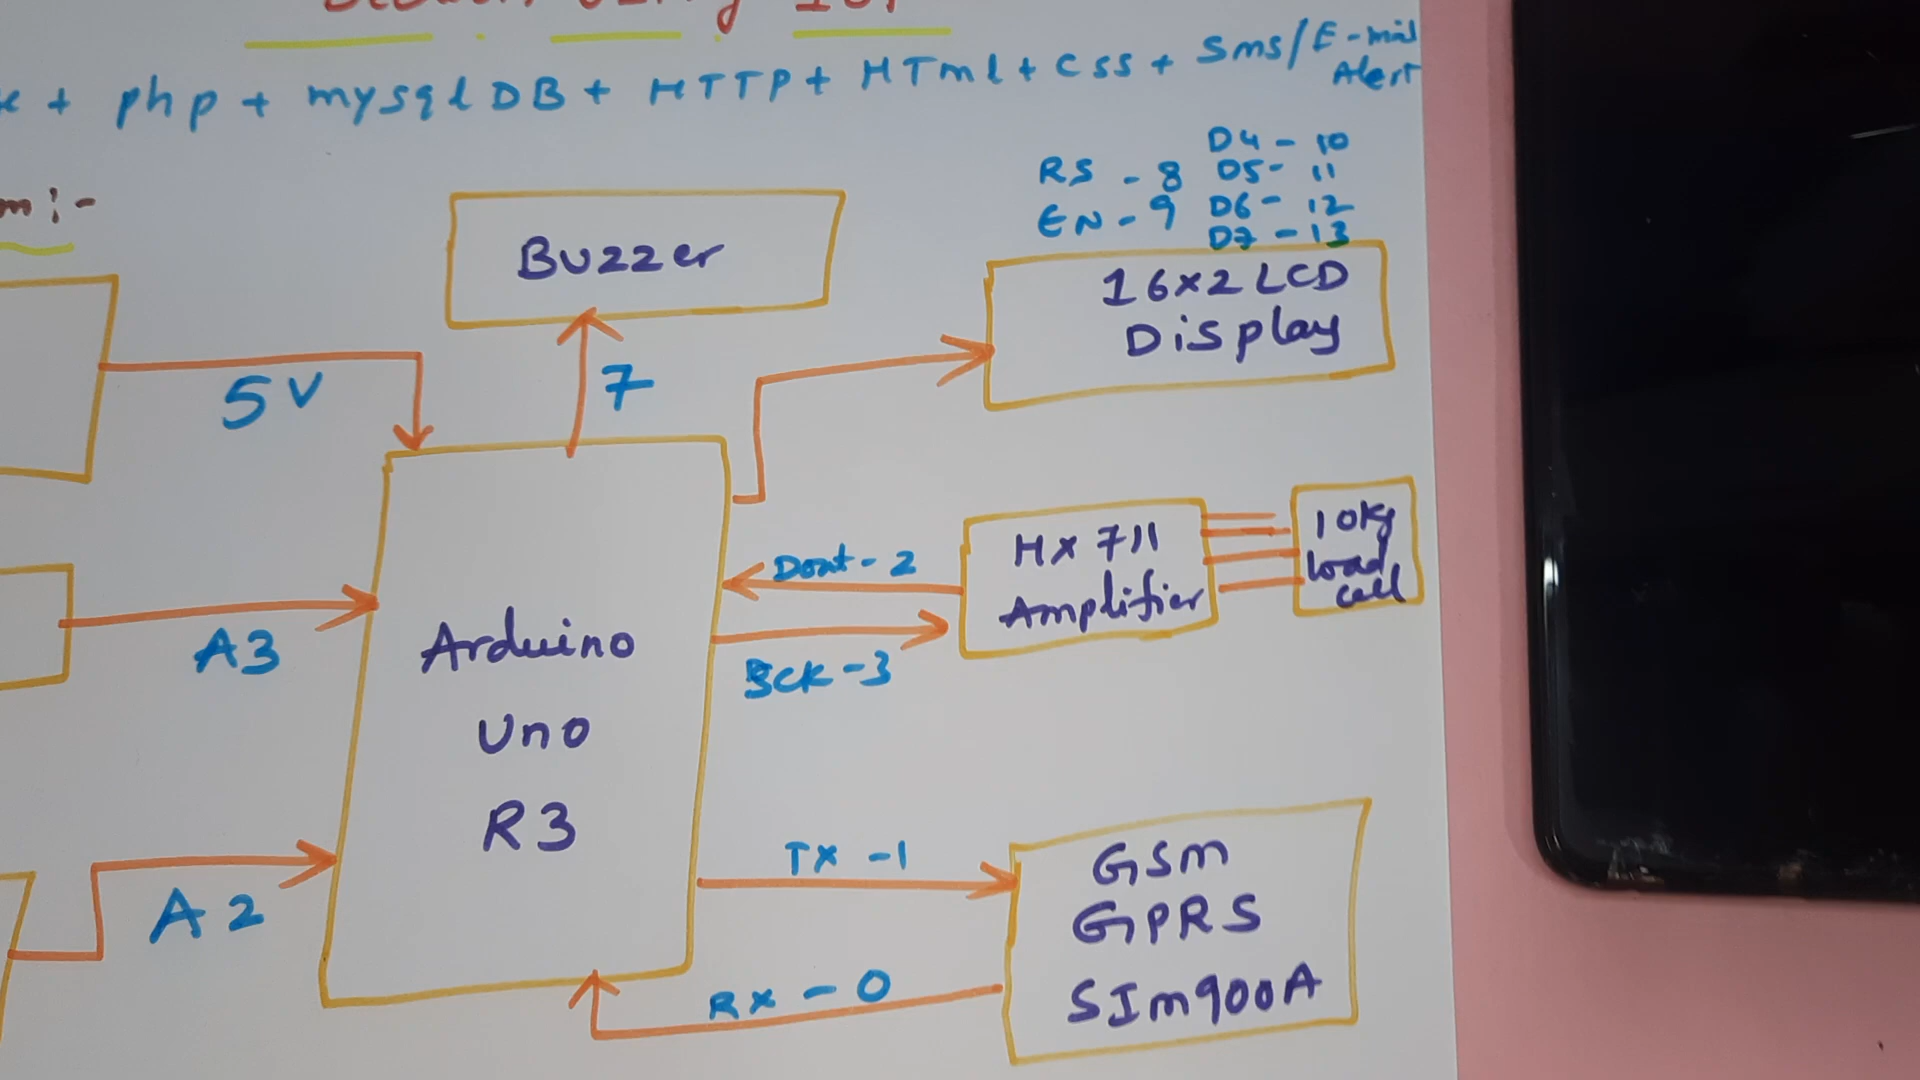 using IOT
+ php + mysql DB + HTTP + HTml + Css + Sms/E-mail
Alert
m :-
RS - 8
EN - 9
D4 - 10
D5 - 11
D6 - 12
D7 - 13
Buzzer
16x2 LCD
Display
5V
7
HX 711
Amplifier
10Kg
load
cell
Dout - 2
SCK - 3
A3
Arduino
Uno
R3
A2
TX - 1
RX - 0
GSm
GPRS
SIm900A